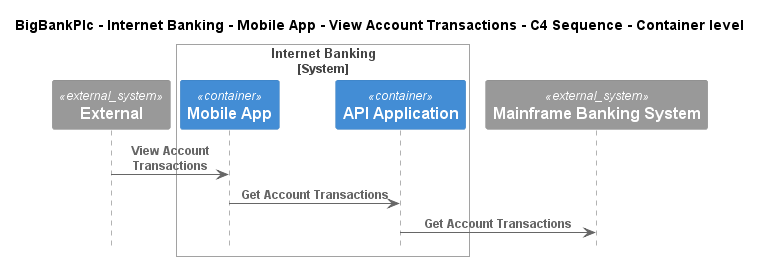 BigBankPlc - Internet Banking - Mobile App - View Account Transactions - C4 Sequence - Container level
Internet Banking
[System]
«external_system»
External
«container»
Mobile App
«container»
API Application
«external_system»
Mainframe Banking System
View Account
Transactions
Get Account Transactions
Get Account Transactions